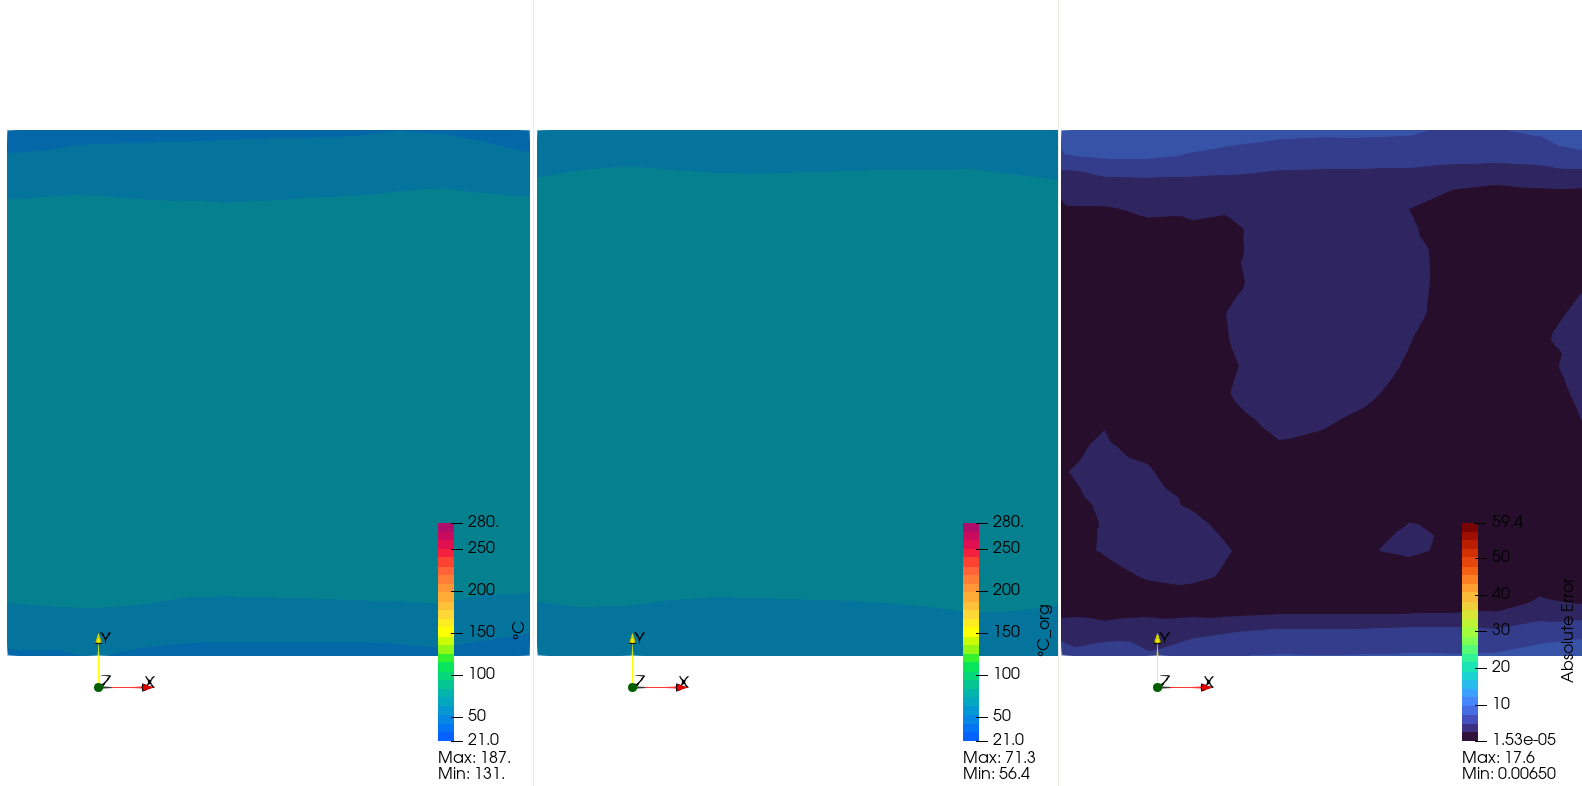 280.
250
200
150
100
50
21.0
°C
Max: 187.
Min: 131.
Y
Z
X
280.
250
200
150
100
50
21.0
°C_org
Max: 71.3
Min: 56.4
Y
Z
X
59.4
50
40
30
20
10
1.53e-05
Absolute Error
Max: 17.6
Min: 0.00650
Y
Z
X